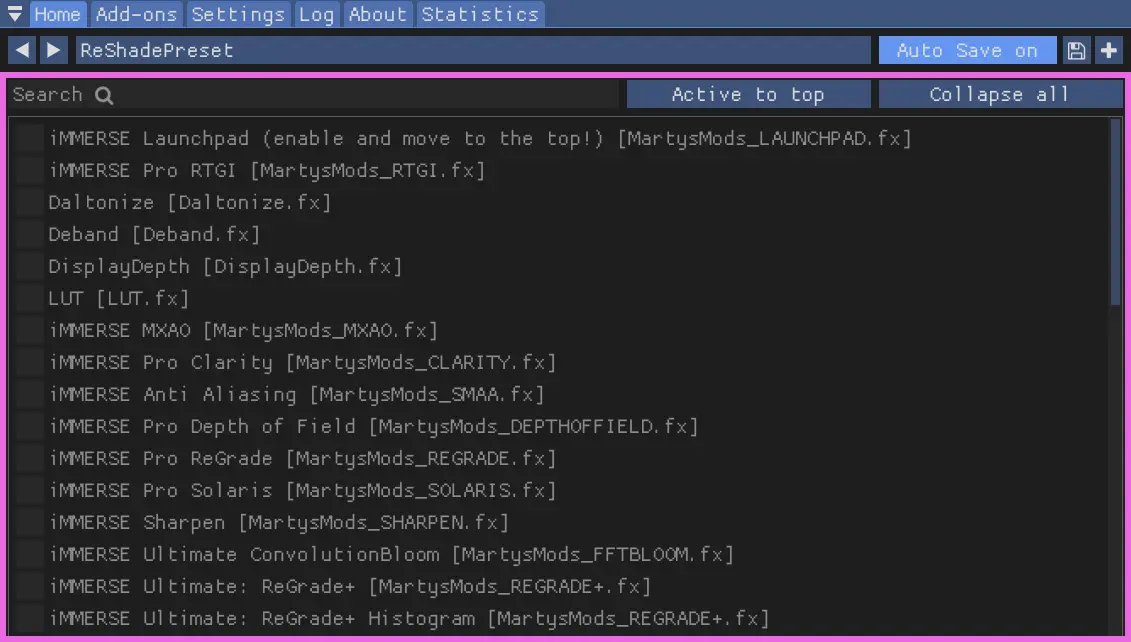 Home Add-ons Settings Log About Statistics
ReShadePreset Auto Save on
Search Active to top Collapse all
iMMERSE Launchpad (enable and move to the top!) [MartysMods_LAUNCHPAD.fx]
iMMERSE Pro RTGI [MartysMods_RTGI.fx]
Daltonize [Daltonize.fx]
Deband [Deband.fx]
DisplayDepth [DisplayDepth.fx]
LUT [LUT.fx]
iMMERSE MXAO [MartysMods_MXAO.fx]
iMMERSE Pro Clarity [MartysMods_CLARITY.fx]
iMMERSE Anti Aliasing [MartysMods_SMAA.fx]
iMMERSE Pro Depth of Field [MartysMods_DEPTHOFFIELD.fx]
iMMERSE Pro ReGrade [MartysMods_REGRADE.fx]
iMMERSE Pro Solaris [MartysMods_SOLARIS.fx]
iMMERSE Sharpen [MartysMods_SHARPEN.fx]
iMMERSE Ultimate ConvolutionBloom [MartysMods_FFTBLOOM.fx]
iMMERSE Ultimate: ReGrade+ [MartysMods_REGRADE+.fx]
iMMERSE Ultimate: ReGrade+ Histogram [MartysMods_REGRADE+.fx]